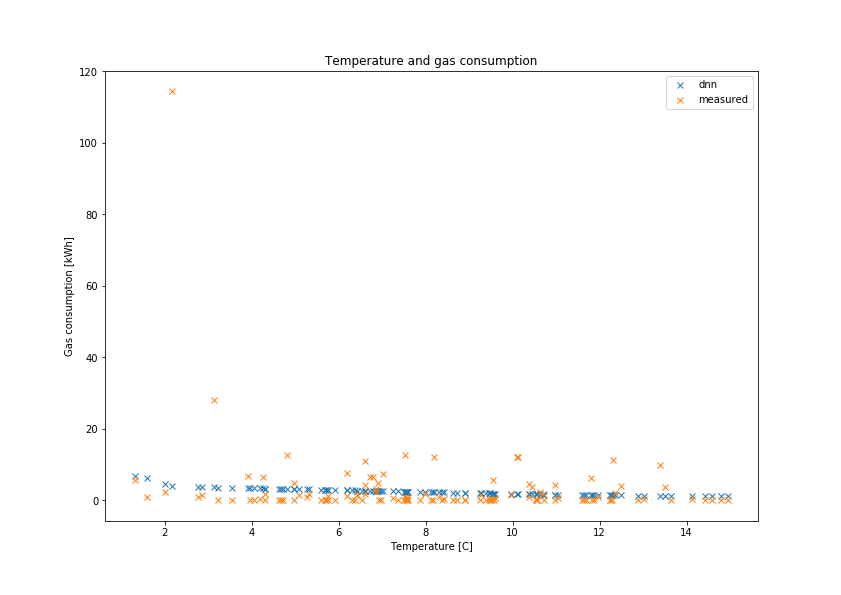 Temperature and gas consumption
dnn
measured
120
100
80
60
40
20
0
Gas consumption [kWh]
2 4 6 8 10 12 14
Temperature [C]